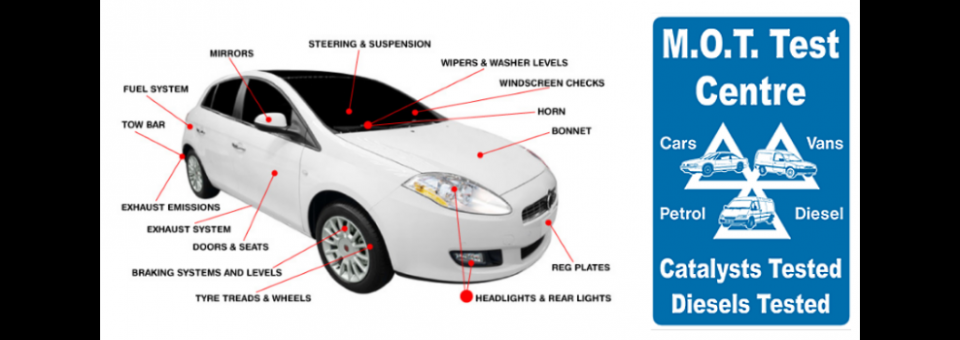 STEERING & SUSPENSION
MIRRORS
WIPERS & WASHER LEVELS
WINDSCREEN CHECKS
FUEL SYSTEM
HORN
TOW BAR
BONNET
EXHAUST EMISSIONS
EXHAUST SYSTEM
DOORS & SEATS
BRAKING SYSTEMS AND LEVELS
REG PLATES
TYRE TREADS & WHEELS
HEADLIGHTS & REAR LIGHTS
M.O.T. Test
Centre
Cars Vans
Petrol Diesel
Catalysts Tested
Diesels Tested